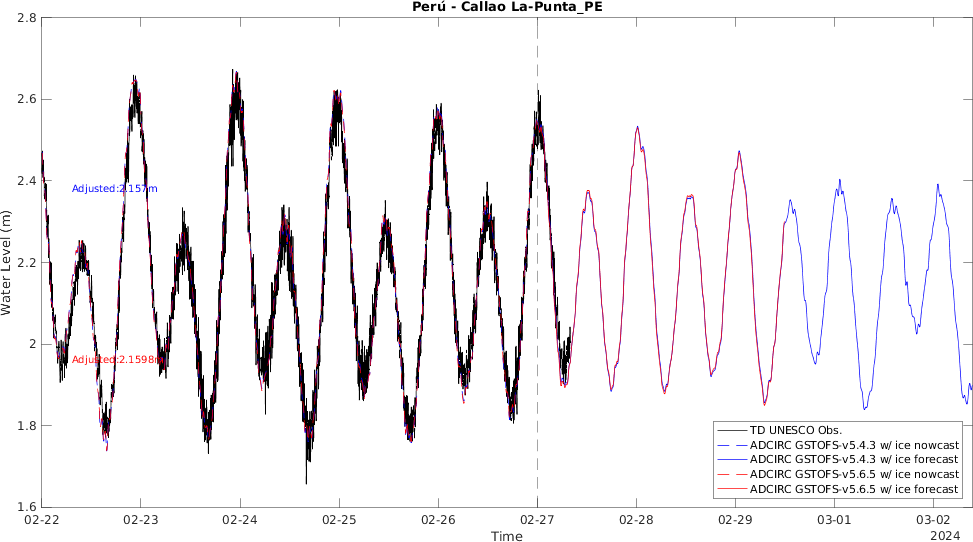 Perú - Callao La-Punta_PE
2.8
2.6
2.4
2.2
2
1.8
1.6
Water Level (m)
Adjusted:2.157m
Adjusted:2.1598m
TD UNESCO Obs.
ADCIRC GSTOFS-v5.4.3 w/ ice nowcast
ADCIRC GSTOFS-v5.4.3 w/ ice forecast
ADCIRC GSTOFS-v5.6.5 w/ ice nowcast
ADCIRC GSTOFS-v5.6.5 w/ ice forecast
02-22 02-23 02-24 02-25 02-26 02-27 02-28 02-29 03-01 03-02
Time
2024